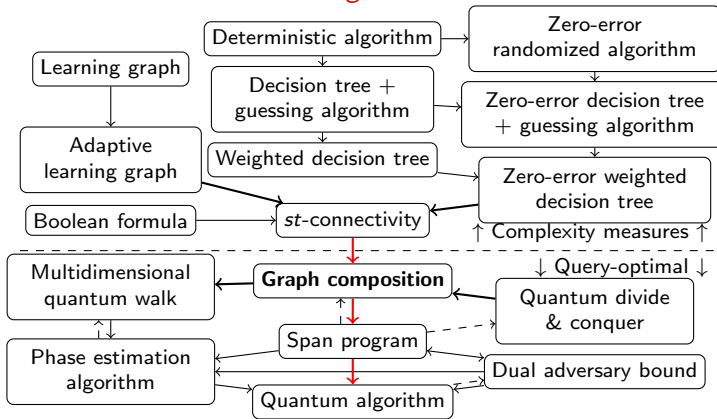 Deterministic algorithm
Zero-error
randomized algorithm
Learning graph
Decision tree +
guessing algorithm
Zero-error decision tree
+ guessing algorithm
Adaptive
learning graph
Weighted decision tree
Zero-error weighted
decision tree
Boolean formula
st-connectivity
↑ Complexity measures ↑
Multidimensional
quantum walk
Graph composition
↓ Query-optimal ↓
Quantum divide
& conquer
Span program
Phase estimation
algorithm
Dual adversary bound
Quantum algorithm